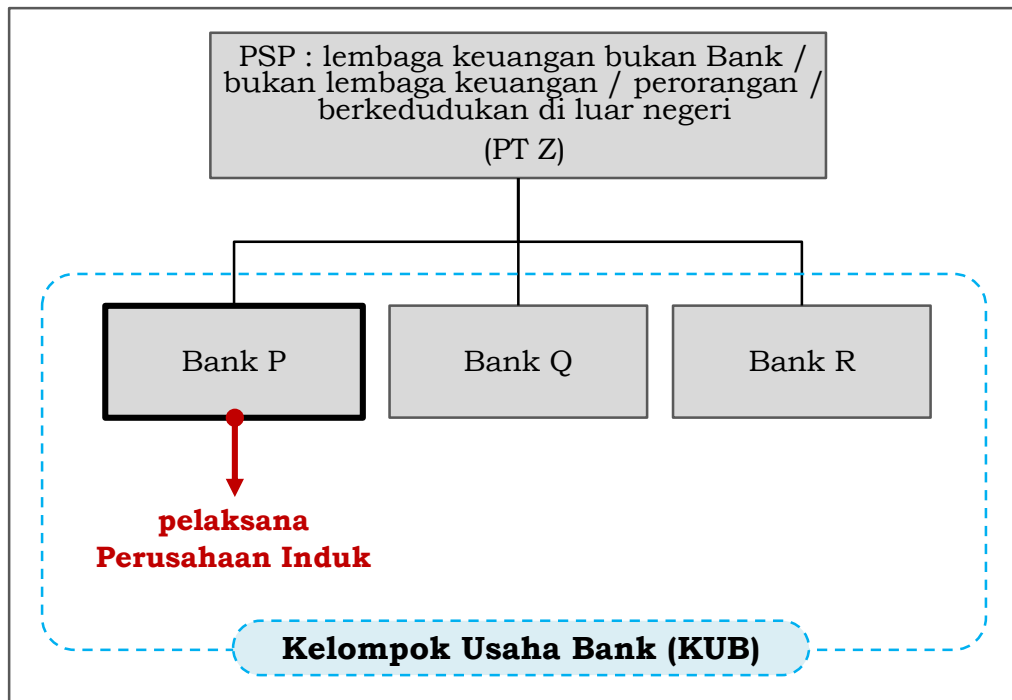 PSP : lembaga keuangan bukan Bank /
bukan lembaga keuangan / perorangan /
berkedudukan di luar negeri
(PT Z)
Bank P
Bank Q
Bank R
pelaksana
Perusahaan Induk
Kelompok Usaha Bank (KUB)